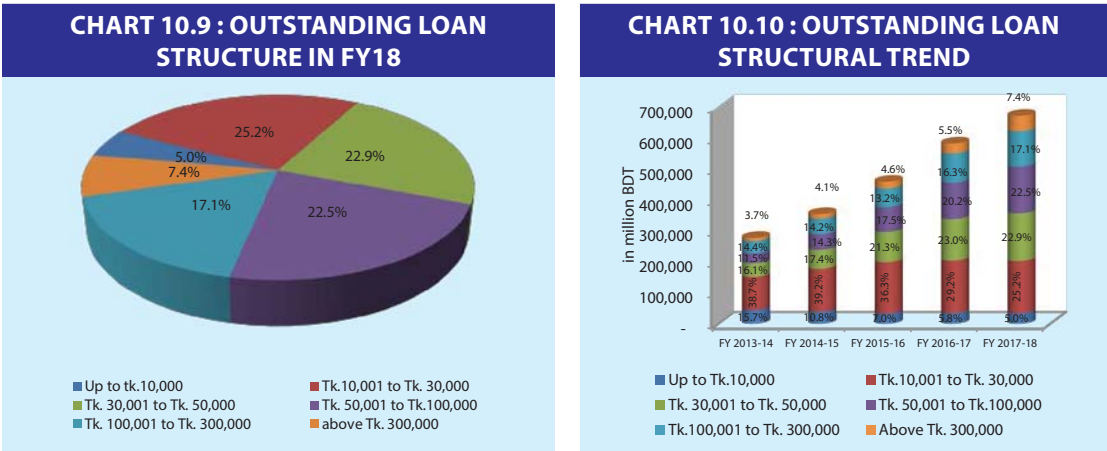 CHART 10.9 : OUTSTANDING LOAN
STRUCTURE IN FY18
25.2%
22.9%
5.0%
7.4%
17.1%
22.5%
Up to tk.10,000
Tk.10,001 to Tk. 30,000
Tk. 30,001 to Tk. 50,000
Tk. 50,001 to Tk.100,000
Tk. 100,001 to Tk. 300,000
above Tk. 300,000
CHART 10.10 : OUTSTANDING LOAN
STRUCTURAL TREND
in million BDT
700,000
600,000
500,000
400,000
300,000
200,000
100,000
-
3.7%
14.4%
11.5%
16.1%
38.7%
15.7%
4.1%
14.2%
14.3%
17.4%
39.2%
10.8%
4.6%
13.2%
17.5%
21.3%
36.3%
7.0%
5.5%
16.3%
20.2%
23.0%
29.2%
5.8%
7.4%
17.1%
22.5%
22.9%
25.2%
5.0%
FY 2013-14 FY 2014-15 FY 2015-16 FY 2016-17 FY 2017-18
Up to Tk.10,000
Tk.10,001 to Tk. 30,000
Tk. 30,001 to Tk. 50,000
Tk. 50,001 to Tk.100,000
Tk.100,001 to Tk. 300,000
Above Tk. 300,000